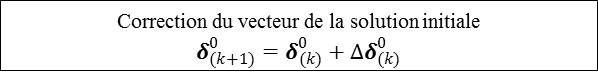 Correction du vecteur de la solution initiale
𝜹⁰₍ₖ₊₁₎ = 𝜹⁰₍ₖ₎ + Δ𝜹⁰₍ₖ₎